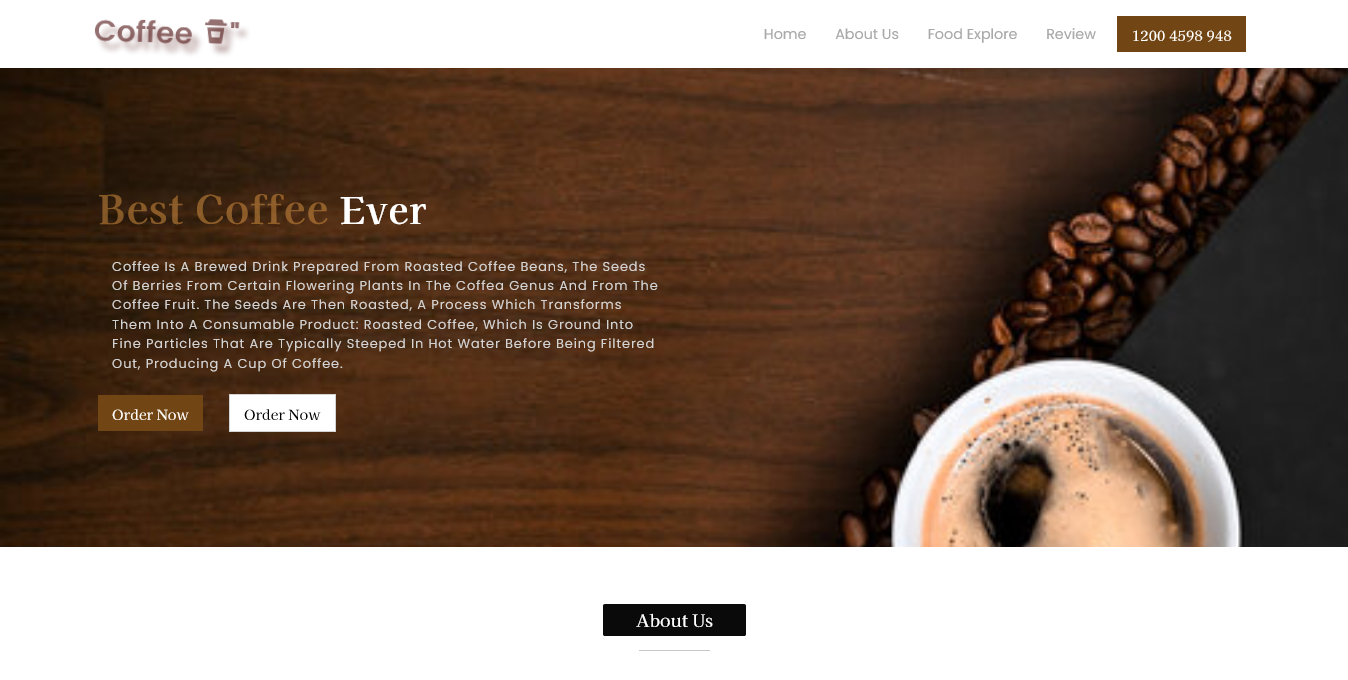 Coffee "
Home About Us Food Explore Review 1200 4598 948
Best Coffee Ever
Coffee Is A Brewed Drink Prepared From Roasted Coffee Beans, The Seeds
Of Berries From Certain Flowering Plants In The Coffea Genus And From The
Coffee Fruit. The Seeds Are Then Roasted, A Process Which Transforms
Them Into A Consumable Product: Roasted Coffee, Which Is Ground Into
Fine Particles That Are Typically Steeped In Hot Water Before Being Filtered
Out, Producing A Cup Of Coffee.
Order Now Order Now
About Us